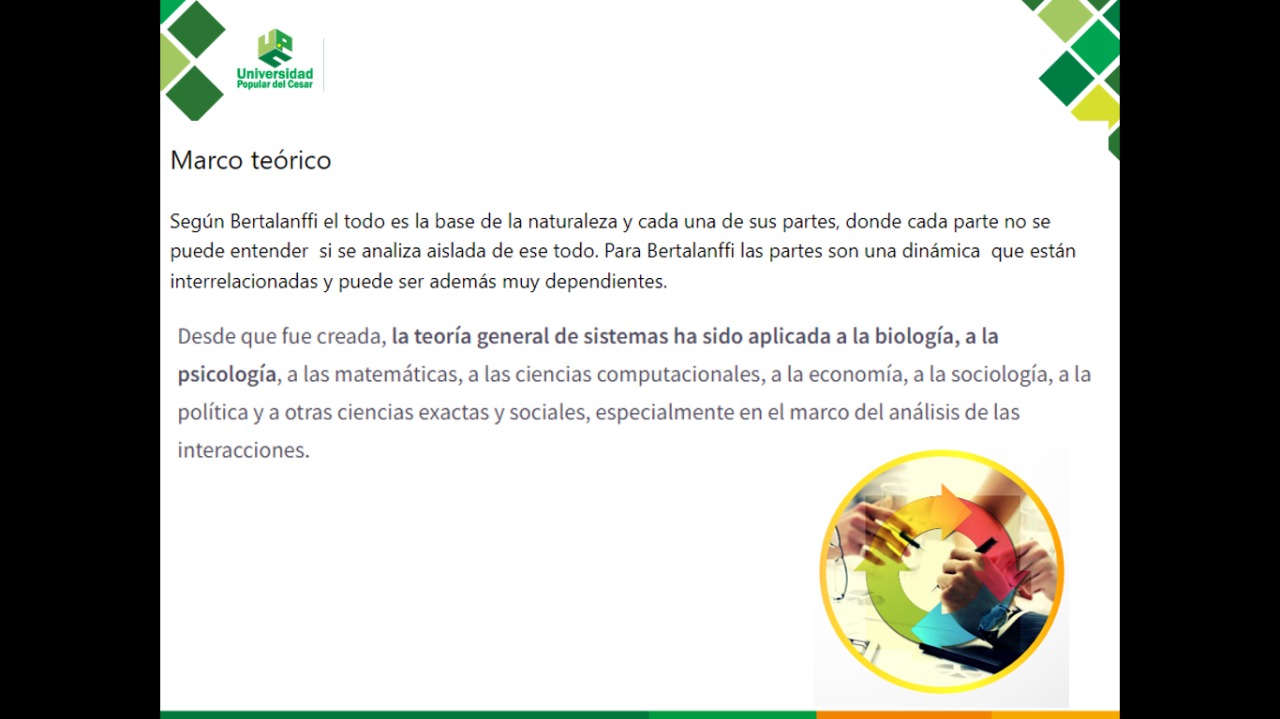 Universidad
Popular del Cesar
Marco teórico
Según Bertalanffi el todo es la base de la naturaleza y cada una de sus partes, donde cada parte no se
puede entender  si se analiza aislada de ese todo. Para Bertalanffi las partes son una dinámica  que están
interrelacionadas y puede ser además muy dependientes.
Desde que fue creada, la teoría general de sistemas ha sido aplicada a la biología, a la
psicología, a las matemáticas, a las ciencias computacionales, a la economía, a la sociología, a la
política y a otras ciencias exactas y sociales, especialmente en el marco del análisis de las
interacciones.